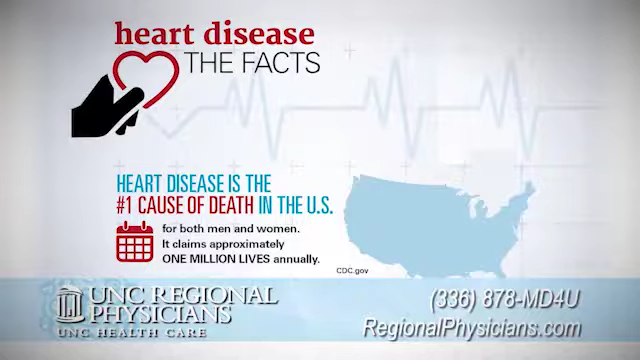 heart disease
THE FACTS
HEART DISEASE IS THE
#1 CAUSE OF DEATH IN THE U.S.
for both men and women.
It claims approximately
ONE MILLION LIVES annually.
CDC.gov
UNC REGIONAL
PHYSICIANS
UNC HEALTH CARE
(336) 878-MD4U
RegionalPhysicians.com